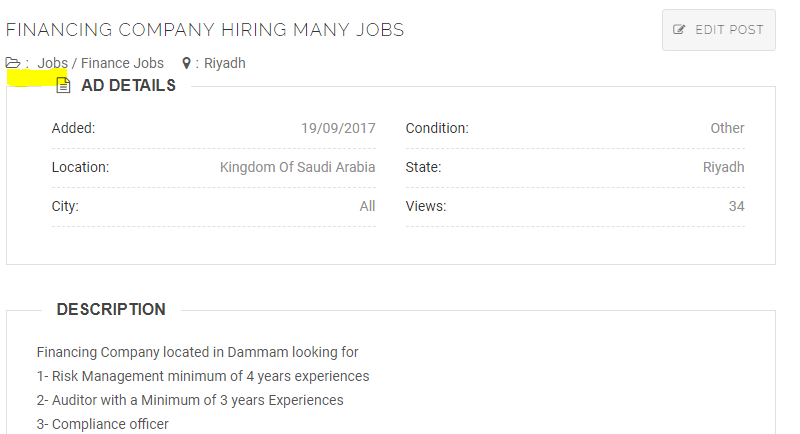 FINANCING COMPANY HIRING MANY JOBS
EDIT POST
: Jobs / Finance Jobs : Riyadh
AD DETAILS
Added: 19/09/2017 Condition: Other
Location: Kingdom Of Saudi Arabia State: Riyadh
City: All Views: 34
DESCRIPTION
Financing Company located in Dammam looking for
1- Risk Management minimum of 4 years experiences
2- Auditor with a Minimum of 3 years Experiences
3- Compliance officer